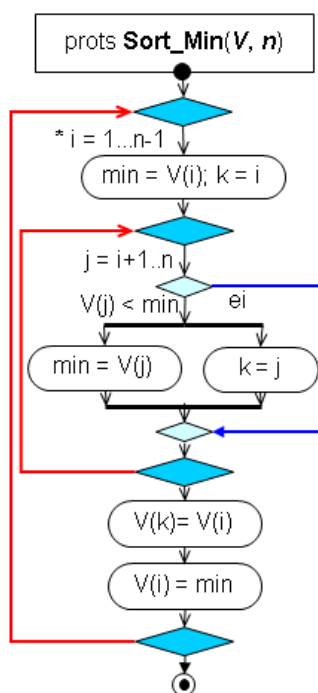 prots Sort_Min(V, n)
* i = 1...n-1
min = V(i); k = i
j = i+1..n
V(j) < min
ei
min = V(j)
k = j
V(k)= V(i)
V(i) = min